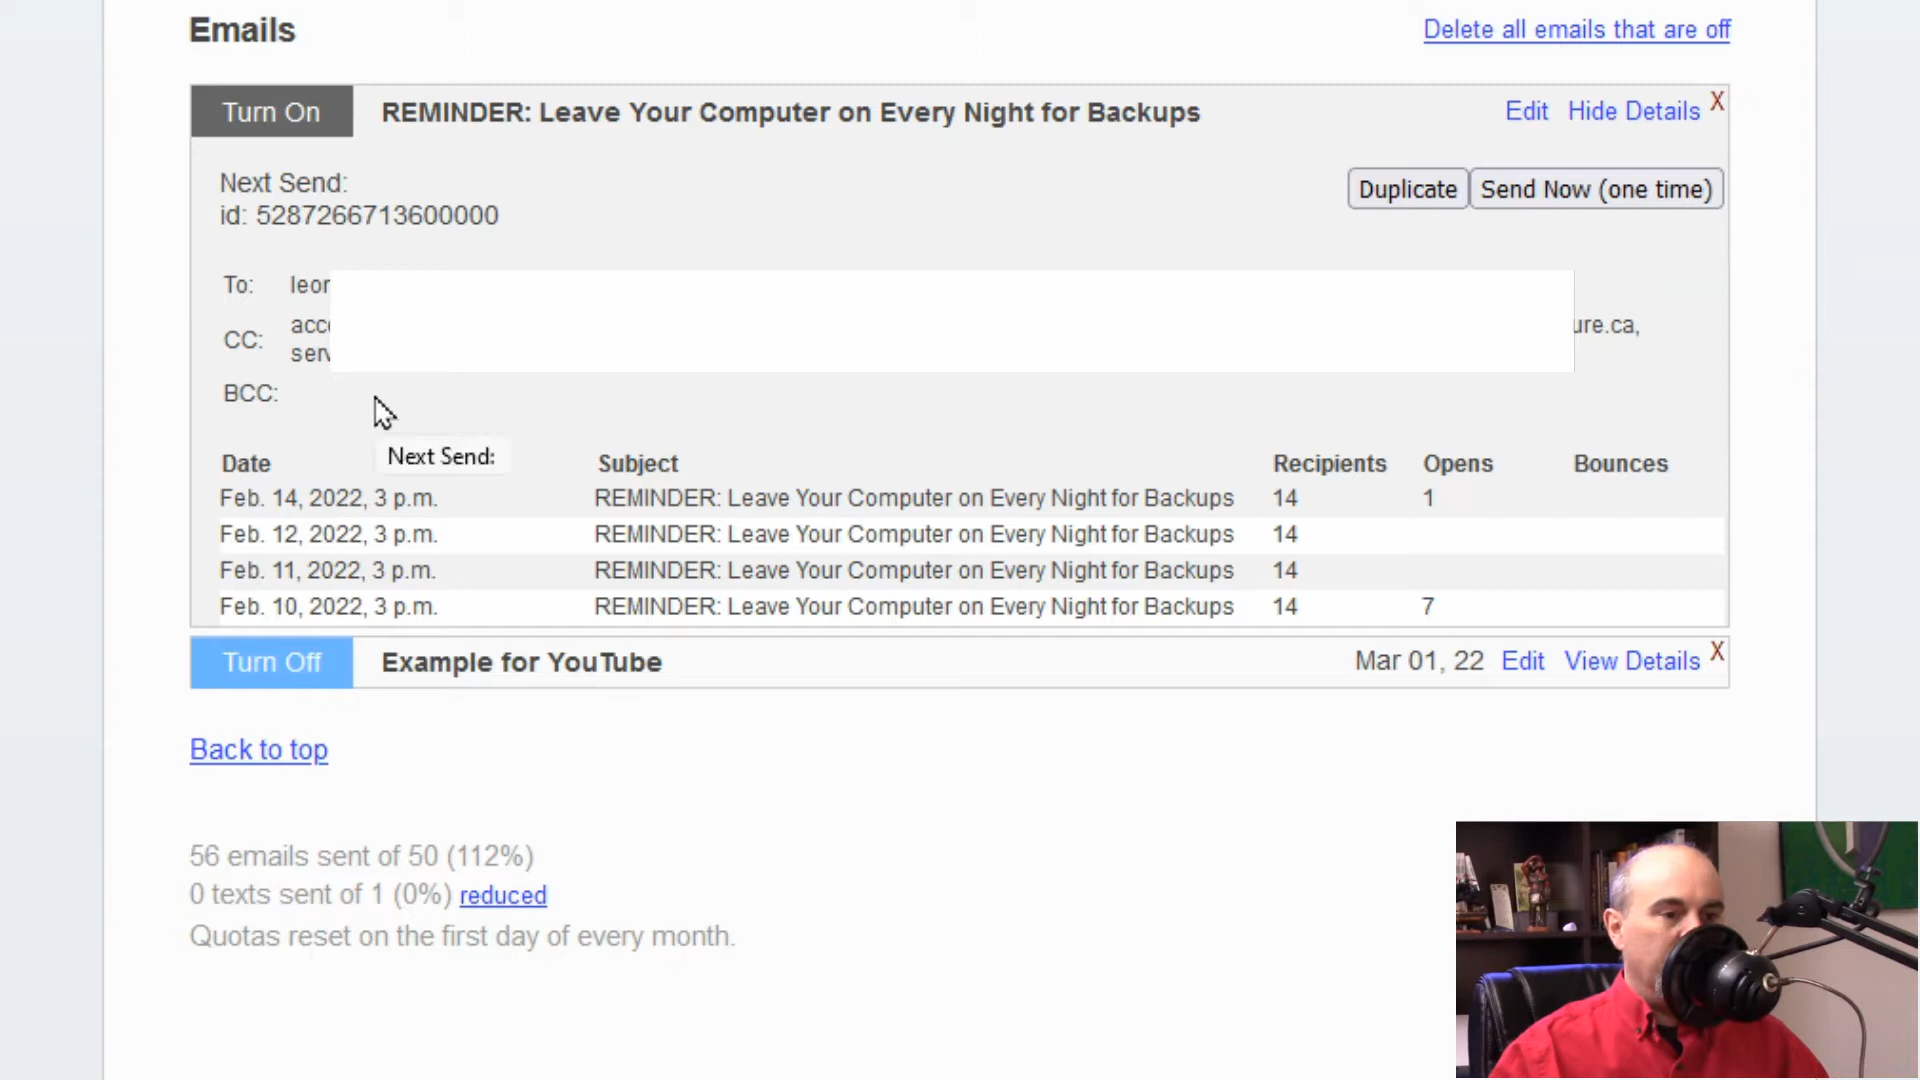 Emails
Delete all emails that are off
Turn On
REMINDER: Leave Your Computer on Every Night for Backups
Edit Hide Details X
Next Send:
id: 5287266713600000
Duplicate
Send Now (one time)
To:
CC:
ure.ca,
BCC:
Next Send:
Date Subject Recipients Opens Bounces
Feb. 14, 2022, 3 p.m. REMINDER: Leave Your Computer on Every Night for Backups 14 1
Feb. 12, 2022, 3 p.m. REMINDER: Leave Your Computer on Every Night for Backups 14
Feb. 11, 2022, 3 p.m. REMINDER: Leave Your Computer on Every Night for Backups 14
Feb. 10, 2022, 3 p.m. REMINDER: Leave Your Computer on Every Night for Backups 14 7
Turn Off
Example for YouTube
Mar 01, 22 Edit View Details X
Back to top
56 emails sent of 50 (112%)
0 texts sent of 1 (0%) reduced
Quotas reset on the first day of every month.